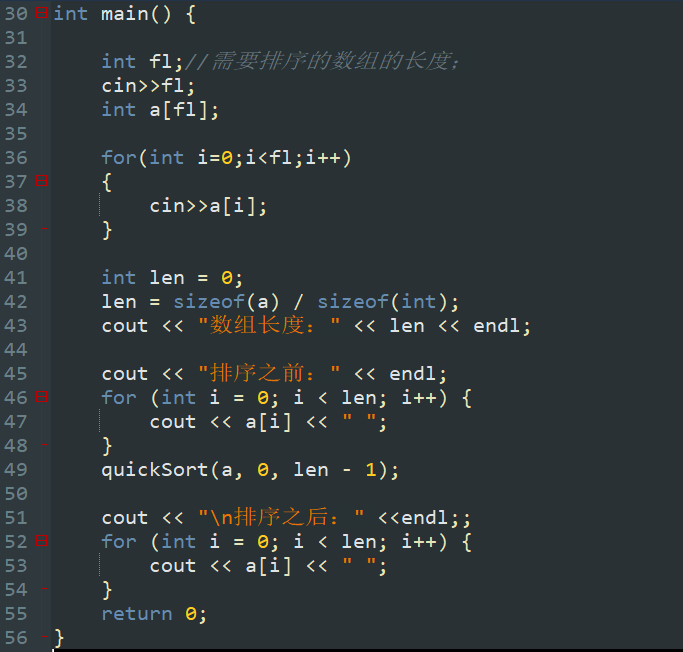 30 int main() {
31
32     int fl;//需要排序的数组的长度;
33     cin>>fl;
34     int a[fl];
35
36     for(int i=0;i<fl;i++)
37     {
38         cin>>a[i];
39     }
40
41     int len = 0;
42     len = sizeof(a) / sizeof(int);
43     cout << "数组长度：" << len << endl;
44
45     cout << "排序之前：" << endl;
46     for (int i = 0; i < len; i++) {
47         cout << a[i] << " ";
48     }
49     quickSort(a, 0, len - 1);
50
51     cout << "\n排序之后：" <<endl;;
52     for (int i = 0; i < len; i++) {
53         cout << a[i] << " ";
54     }
55     return 0;
56 }